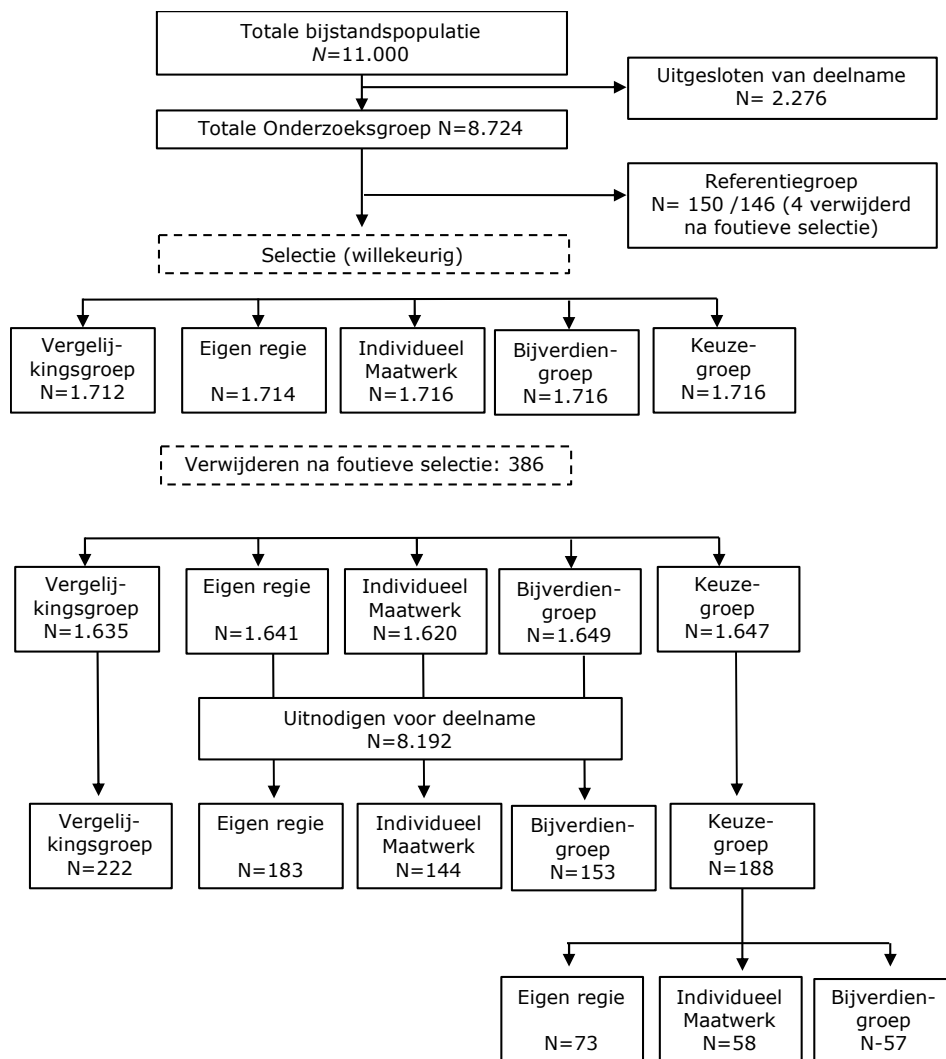 Totale bijstandspopulatie
N=11.000
Uitgesloten van deelname
N= 2.276
Totale Onderzoeksgroep N=8.724
Referentiegroep
N= 150 /146 (4 verwijderd
na foutieve selectie)
Selectie (willekeurig)
Vergelij-
kingsgroep
N=1.712
Eigen regie
N=1.714
Individueel
Maatwerk
N=1.716
Bijverdien-
groep
N=1.716
Keuze-
groep
N=1.716
Verwijderen na foutieve selectie: 386
Vergelij-
kingsgroep
N=1.635
Eigen regie
N=1.641
Individueel
Maatwerk
N=1.620
Bijverdien-
groep
N=1.649
Keuze-
groep
N=1.647
Uitnodigen voor deelname
N=8.192
Vergelij-
kingsgroep
N=222
Eigen regie
N=183
Individueel
Maatwerk
N=144
Bijverdien-
groep
N=153
Keuze-
groep
N=188
Eigen regie
N=73
Individueel
Maatwerk
N=58
Bijverdien-
groep
N-57